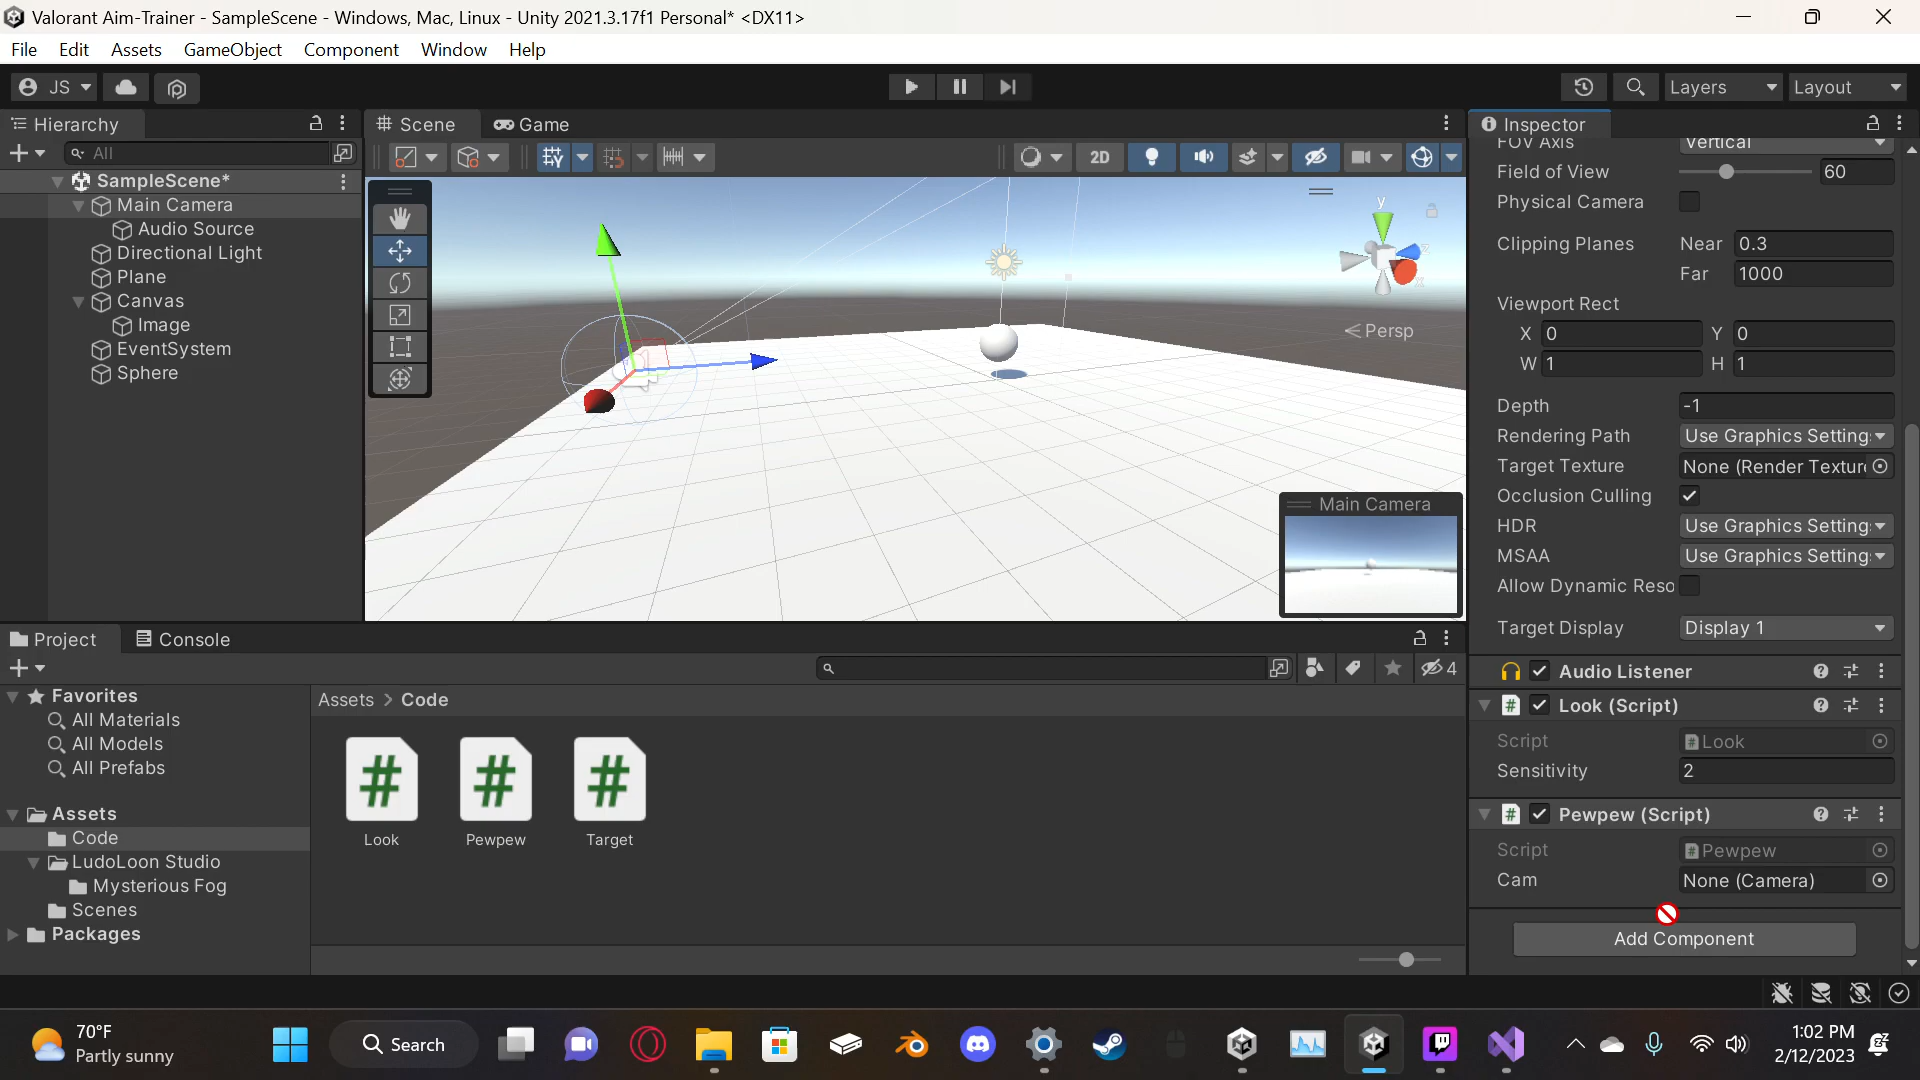 Valorant Aim-Trainer - SampleScene - Windows, Mac, Linux - Unity 2021.3.17f1 Personal* <DX11>
File Edit Assets GameObject Component Window Help
JS Layers Layout
Hierarchy
All
SampleScene*
Main Camera
Audio Source
Directional Light
Plane
Canvas
Image
EventSystem
Sphere
Scene Game
2D
y
x
Persp
Main Camera
Inspector
FOV Axis Vertical
Field of View 60
Physical Camera
Clipping Planes Near 0.3
Far 1000
Viewport Rect
X 0 Y 0
W 1 H 1
Depth -1
Rendering Path Use Graphics Setting
Target Texture None (Render Texture
Occlusion Culling
HDR Use Graphics Setting
MSAA Use Graphics Setting
Allow Dynamic Reso
Target Display Display 1
Audio Listener
Look (Script)
Script Look
Sensitivity 2
Pewpew (Script)
Script Pewpew
Cam None (Camera)
Add Component
Project Console
4
Favorites
All Materials
All Models
All Prefabs
Assets
Code
LudoLoon Studio
Mysterious Fog
Scenes
Packages
Assets > Code
Look Pewpew Target
70°F
Partly sunny
Search
1:02 PM
2/12/2023